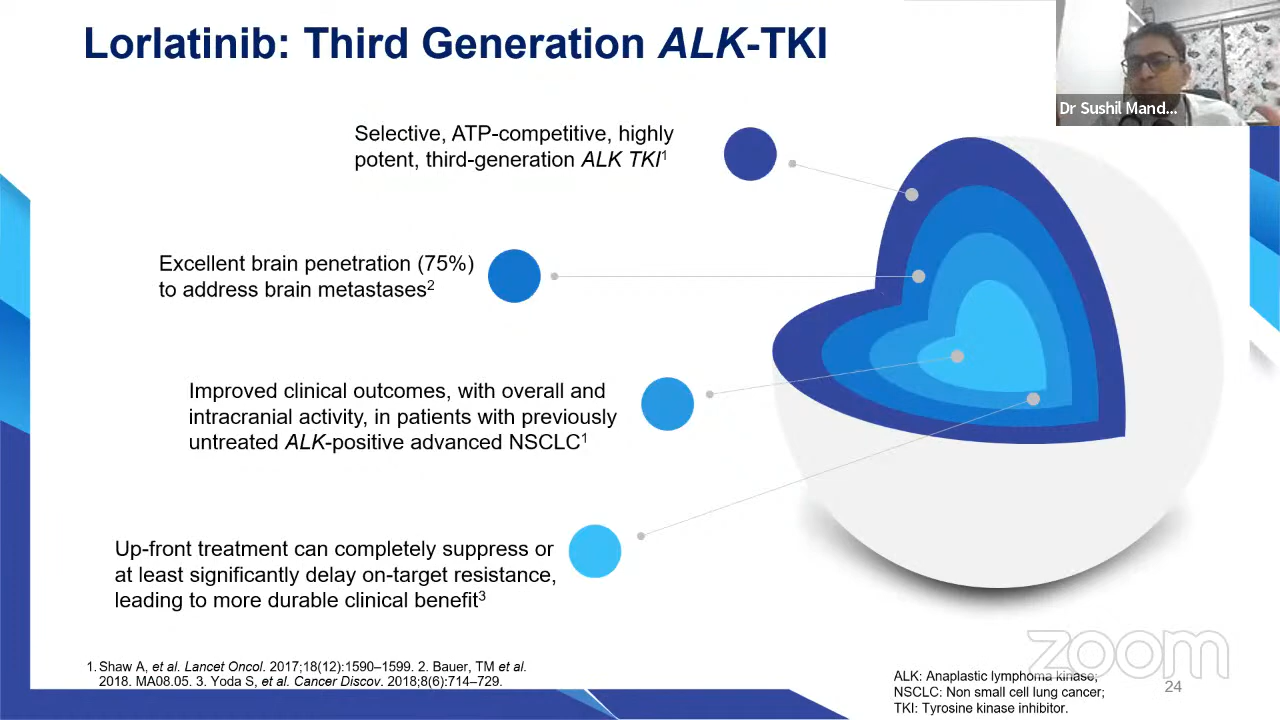 Lorlatinib: Third Generation ALK-TKI
Dr Sushil Mand...
Selective, ATP-competitive, highly
potent, third-generation ALK TKI¹
Excellent brain penetration (75%)
to address brain metastases²
Improved clinical outcomes, with overall and
intracranial activity, in patients with previously
untreated ALK-positive advanced NSCLC¹
Up-front treatment can completely suppress or
at least significantly delay on-target resistance,
leading to more durable clinical benefit³
1. Shaw A, et al. Lancet Oncol. 2017;18(12):1590–1599. 2. Bauer, TM et al.
2018. MA08.05. 3. Yoda S, et al. Cancer Discov. 2018;8(6):714–729.
zoom
ALK: Anaplastic lymphoma kinase;
NSCLC: Non small cell lung cancer;
TKI: Tyrosine kinase inhibitor.
24